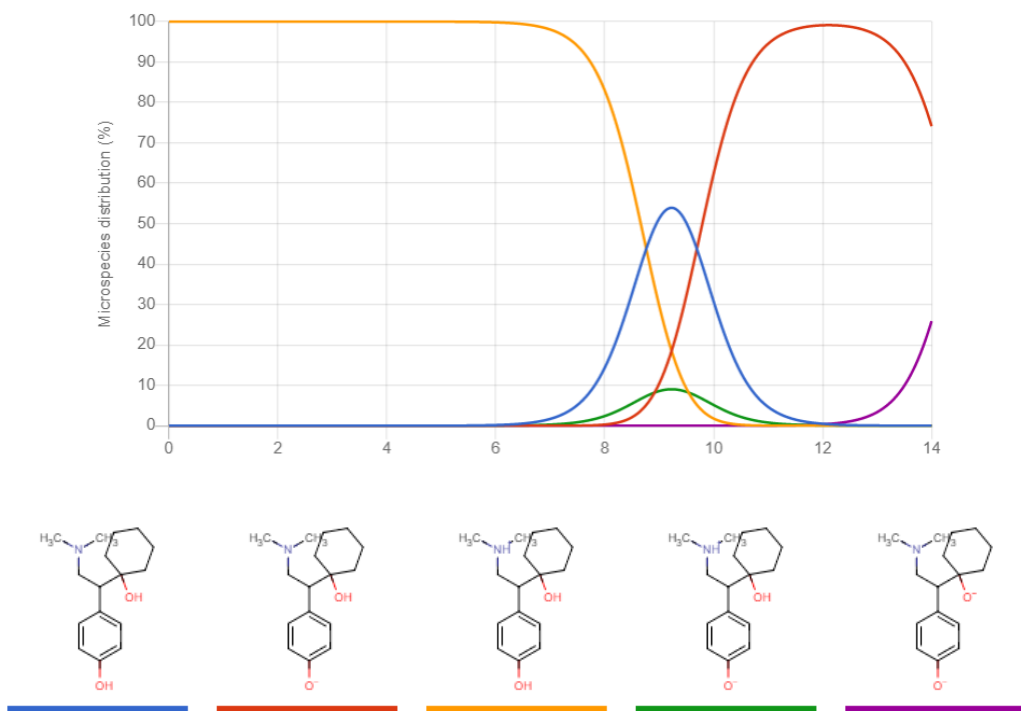 100
90
80
70
60
50
40
30
20
10
0
Microspecies distribution (%)
0 2 4 6 8 10 12 14
H₃C CH₃ H₃C CH₃ H₃C CH₃ H₃C CH₃ H₃C CH₃
N N NH NH N
OH OH OH OH O⁻
OH O⁻ OH O⁻ O⁻